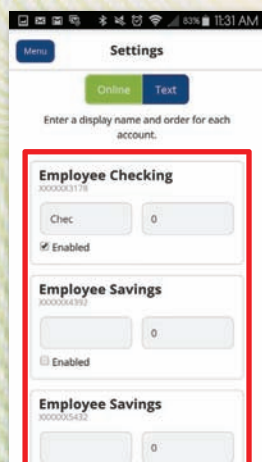 83% 11:31 AM
Menu
Settings
Online Text
Enter a display name and order for each
account.
Employee Checking
XXXXXX3178
Chec 0
Enabled
Employee Savings
XXXXXX4392
0
Enabled
Employee Savings
XXXXXX5432
0